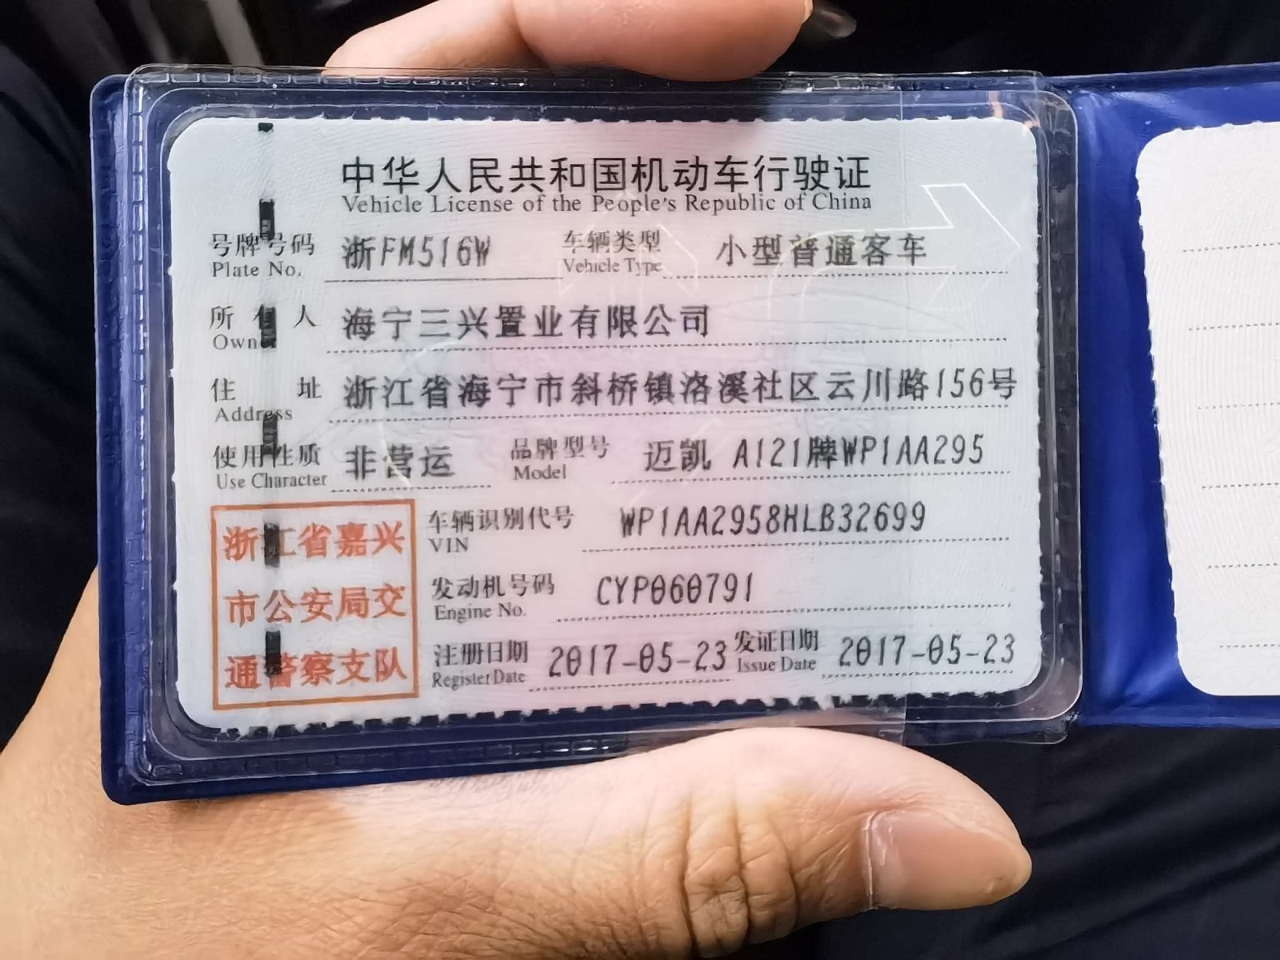 中华人民共和国机动车行驶证
Vehicle License of the People's Republic of China
号牌号码 浙FM516W 车辆类型 小型普通客车
Plate No. Vehicle Type
所有人 海宁三兴置业有限公司
Owner
住址 浙江省海宁市斜桥镇洛溪社区云川路156号
Address
使用性质 非营运 品牌型号 迈凯 A121牌WP1AA295
Use Character Model
浙江省嘉兴
市公安局交
通警察支队
车辆识别代号 WP1AA2958HLB32699
VIN
发动机号码 CYP060791
Engine No.
注册日期 2017-05-23 发证日期 2017-05-23
Register Date Issue Date